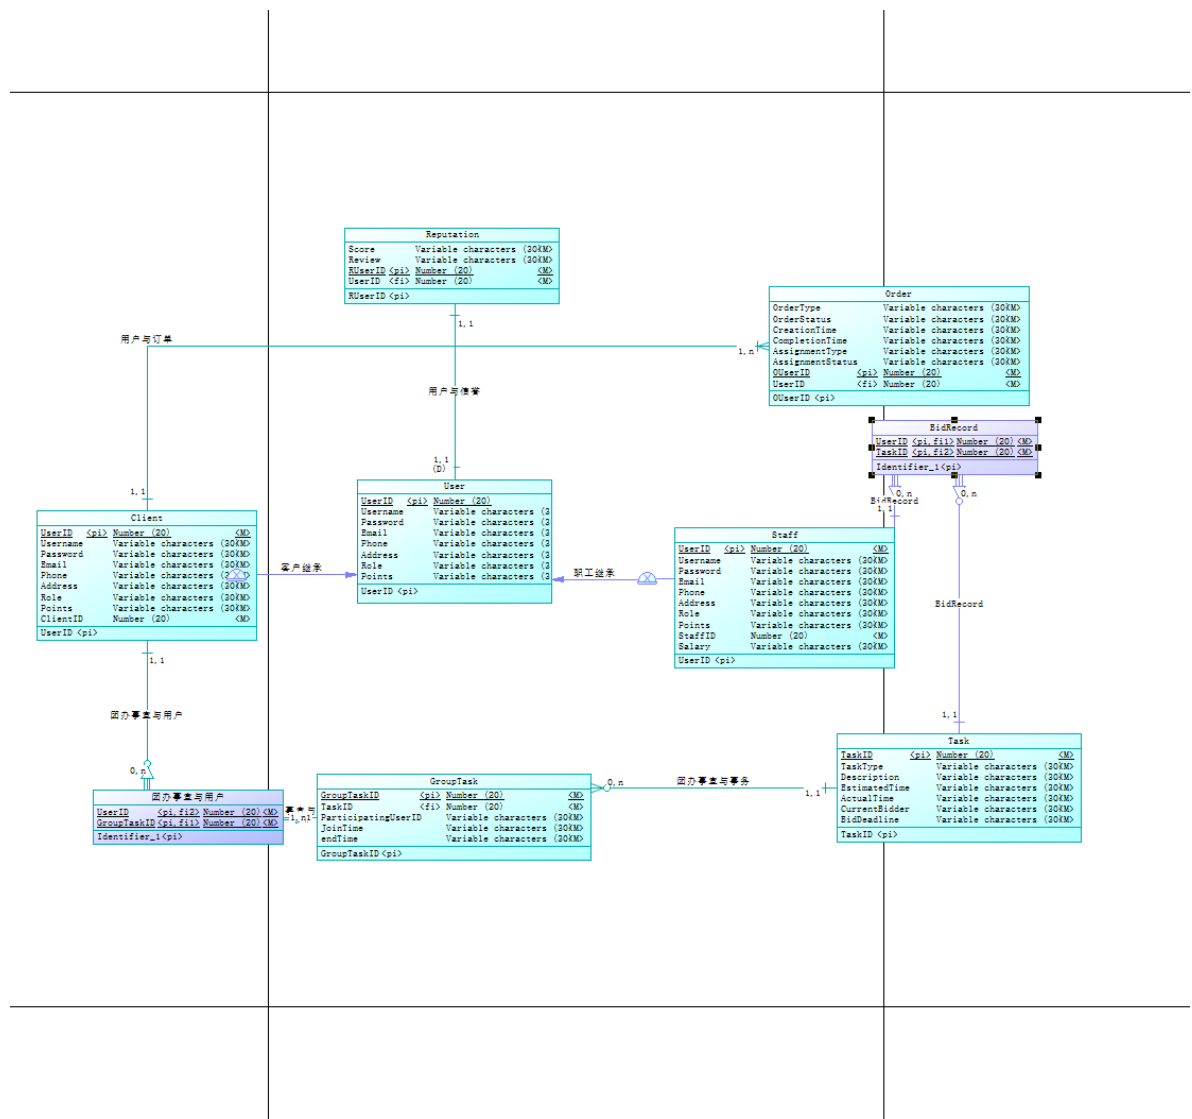 Reputation
Score Variable characters (30)<M>
Review Variable characters (30)<M>
RUserID <pi> Number (20) <M>
UserID <fi> Number (20) <M>
RUserID <pi>
1,1
用户与信誉
1,1
(D)
用户与订单
1,n
1,1
Order
OrderType Variable characters (30)<M>
OrderStatus Variable characters (30)<M>
CreationTime Variable characters (30)<M>
CompletionTime Variable characters (30)<M>
AssignmentType Variable characters (30)<M>
AssignmentStatus Variable characters (30)<M>
OUserID <pi> Number (20) <M>
UserID <fi> Number (20) <M>
OUserID <pi>
BidRecord
UserID <pi,fi1> Number (20) <M>
TaskID <pi,fi2> Number (20) <M>
Identifier_1 <pi>
0,n
BidRecord
1,1
0,n
BidRecord
1,1
User
UserID <pi> Number (20)
Username Variable characters (3
Password Variable characters (3
Email Variable characters (3
Phone Variable characters (3
Address Variable characters (3
Role Variable characters (3
Points Variable characters (3
UserID <pi>
Client
UserID <pi> Number (20) <M>
Username Variable characters (30)<M>
Password Variable characters (30)<M>
Email Variable characters (30)<M>
Phone Variable characters (30)<M>
Address Variable characters (30)<M>
Role Variable characters (30)<M>
Points Variable characters (30)<M>
ClientID Number (20) <M>
UserID <pi>
客户继承
职工继承
Staff
UserID <pi> Number (20) <M>
Username Variable characters (30)<M>
Password Variable characters (30)<M>
Email Variable characters (30)<M>
Phone Variable characters (30)<M>
Address Variable characters (30)<M>
Role Variable characters (30)<M>
Points Variable characters (30)<M>
StaffID Number (20) <M>
Salary Variable characters (30)<M>
UserID <pi>
1,1
团办事宜与用户
0,n
团办事宜与用户
UserID <pi,fi2> Number (20) <M>
GroupTaskID <pi,fi1> Number (20) <M>
Identifier_1 <pi>
GroupTask
GroupTaskID <pi> Number (20) <M>
TaskID <fi> Number (20) <M>
ParticipatingUserID Variable characters (30)<M>
JoinTime Variable characters (30)<M>
endTime Variable characters (30)<M>
GroupTaskID <pi>
0,n
团办事宜与事务
1,1
Task
TaskID <pi> Number (20) <M>
TaskType Variable characters (30)<M>
Description Variable characters (30)<M>
EstimatedTime Variable characters (30)<M>
ActualTime Variable characters (30)<M>
CurrentBidder Variable characters (30)<M>
BidDeadline Variable characters (30)<M>
TaskID <pi>